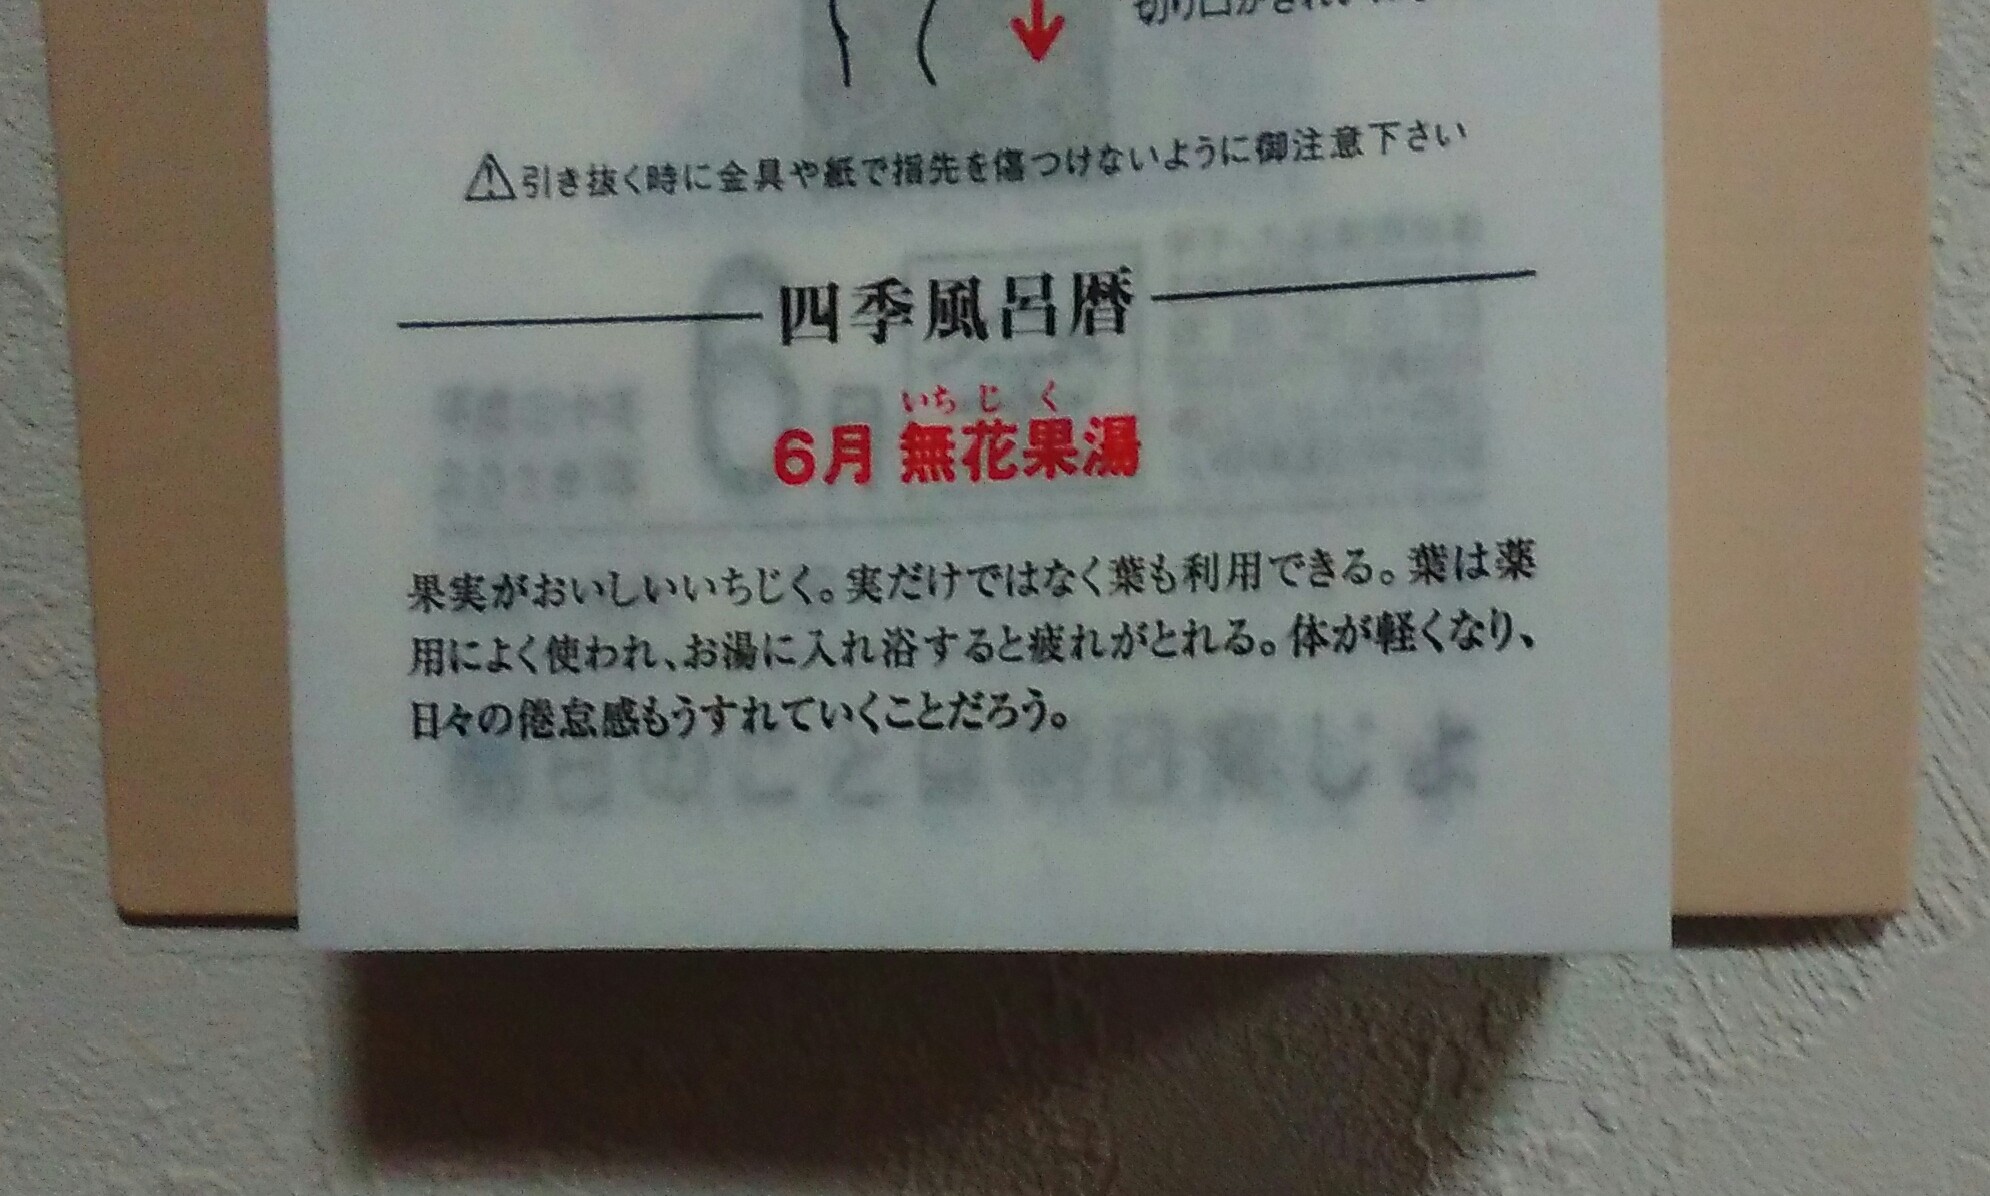 ⚠引き抜く時に金具や紙で指先を傷つけないように御注意下さい
四季風呂暦
いちじく
6月 無花果湯
果実がおいしいいちじく。実だけではなく葉も利用できる。葉は薬
用によく使われ、お湯に入れ浴すると疲れがとれる。体が軽くなり、
日々の倦怠感もうすれていくことだろう。